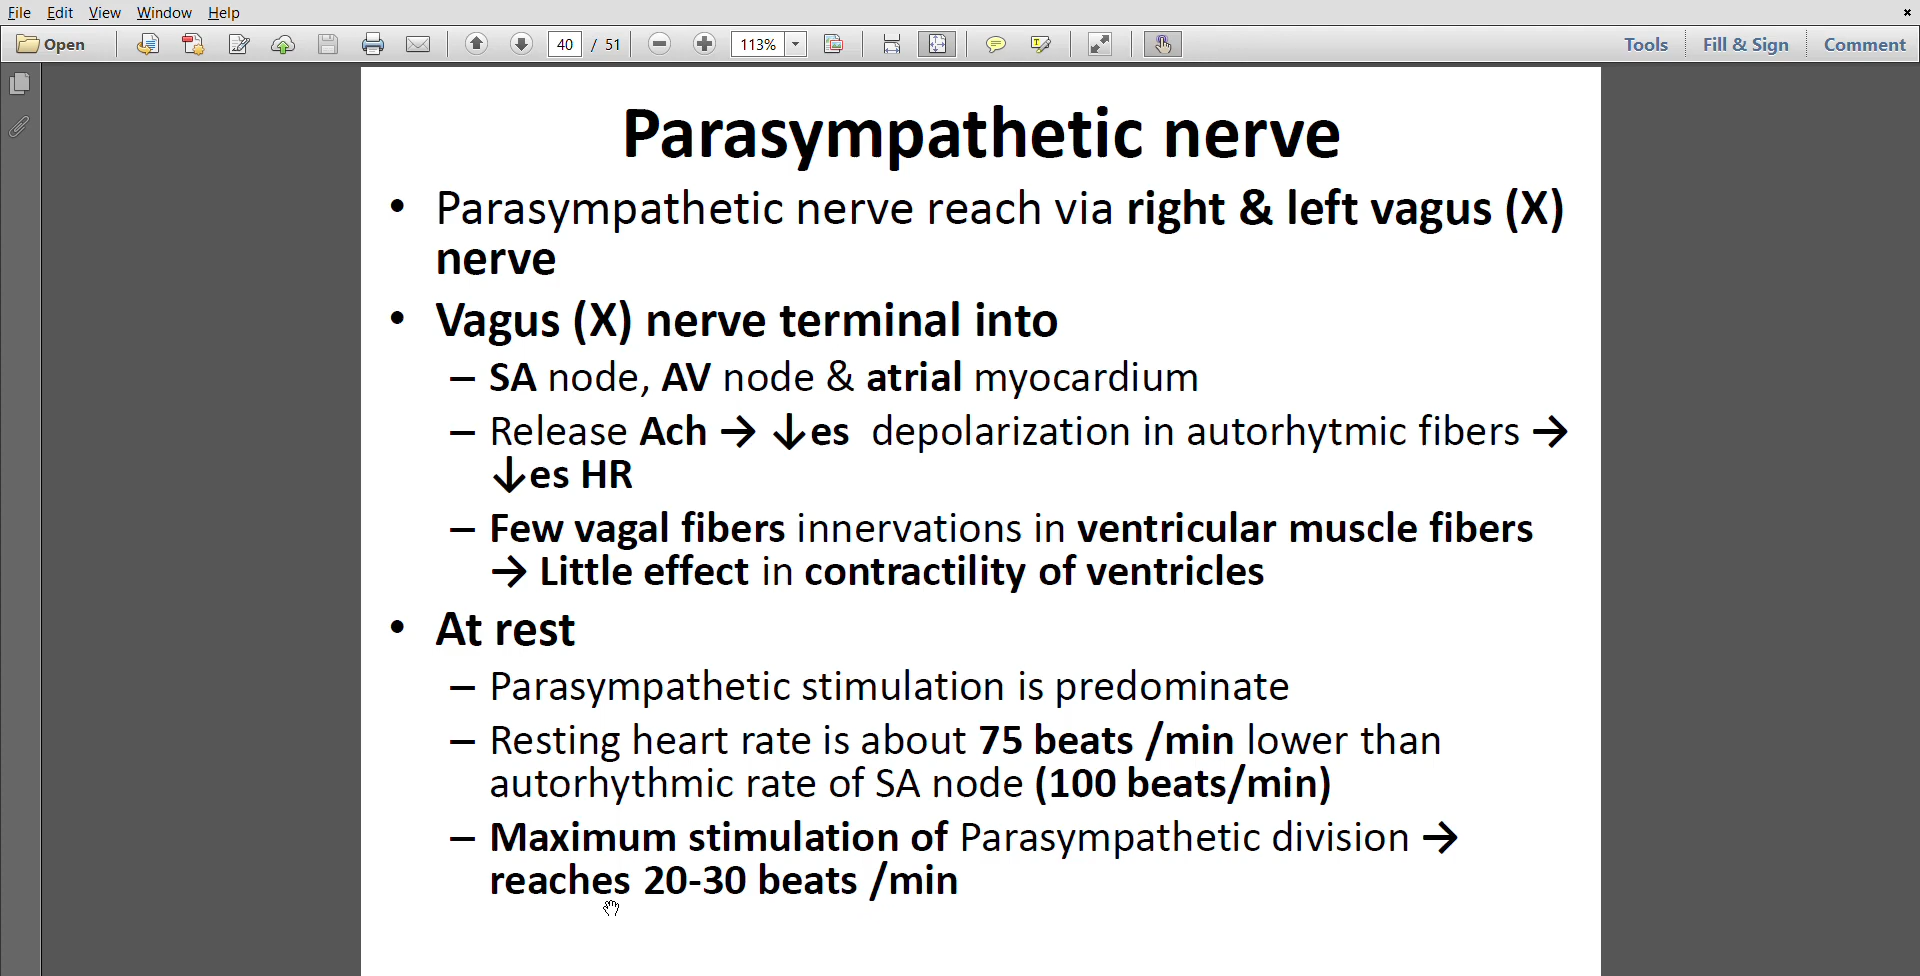 File Edit View Window Help
Open 40 / 51 113% Tools Fill & Sign Comment
Parasympathetic nerve
• Parasympathetic nerve reach via right & left vagus (X)
nerve
• Vagus (X) nerve terminal into
– SA node, AV node & atrial myocardium
– Release Ach → ↓es depolarization in autorhytmic fibers →
↓es HR
– Few vagal fibers innervations in ventricular muscle fibers
→ Little effect in contractility of ventricles
• At rest
– Parasympathetic stimulation is predominate
– Resting heart rate is about 75 beats /min lower than
autorhythmic rate of SA node (100 beats/min)
– Maximum stimulation of Parasympathetic division →
reaches 20-30 beats /min